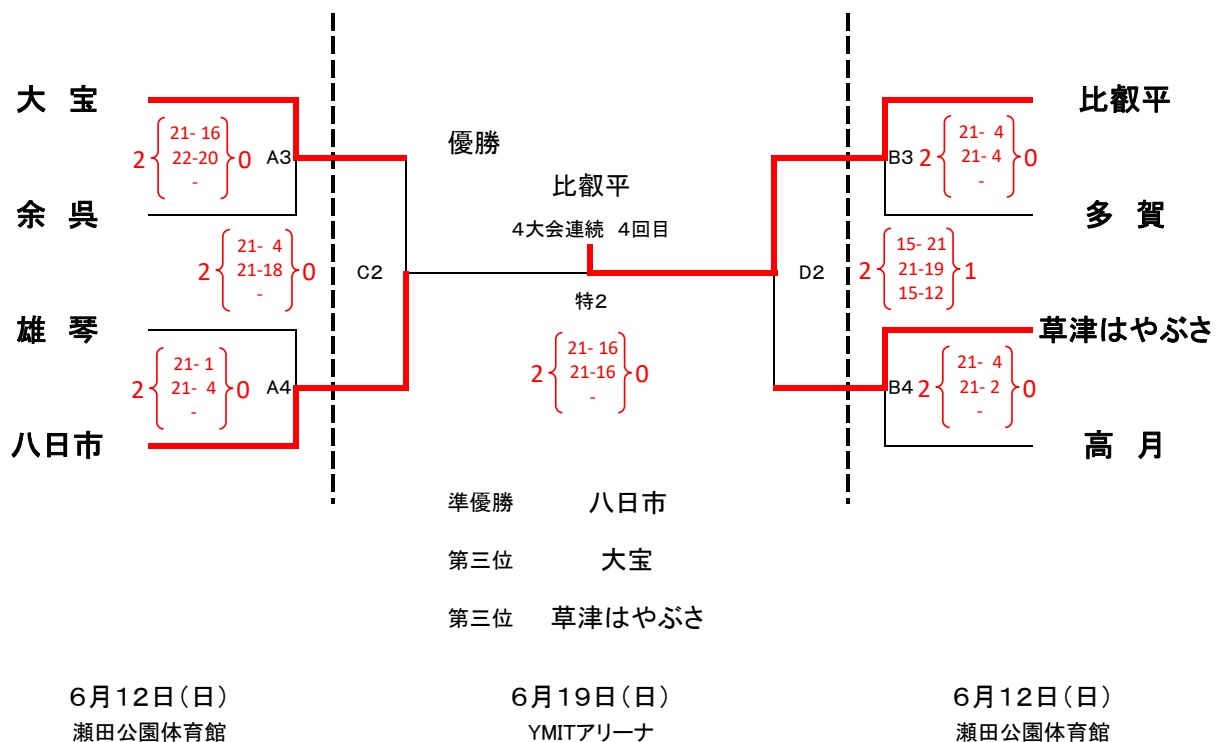 大　宝
21- 16
2 22-20 0 A3
-
余　呉
21- 4
2 21-18 0 C2
-
雄　琴
21- 1
2 21- 4 0 A4
-
八日市
優勝
比叡平
4大会連続　4回目
特2
21- 16
2 21-16 0
-
比叡平
21- 4
B3 2 21- 4 0
-
多　賀
15- 21
D2 2 21-19 1
15-12
草津はやぶさ
21- 4
B4 2 21- 2 0
-
高　月
準優勝　八日市
第三位　大宝
第三位　草津はやぶさ
6月12日（日）
瀬田公園体育館
6月19日（日）
YMITアリーナ
6月12日（日）
瀬田公園体育館